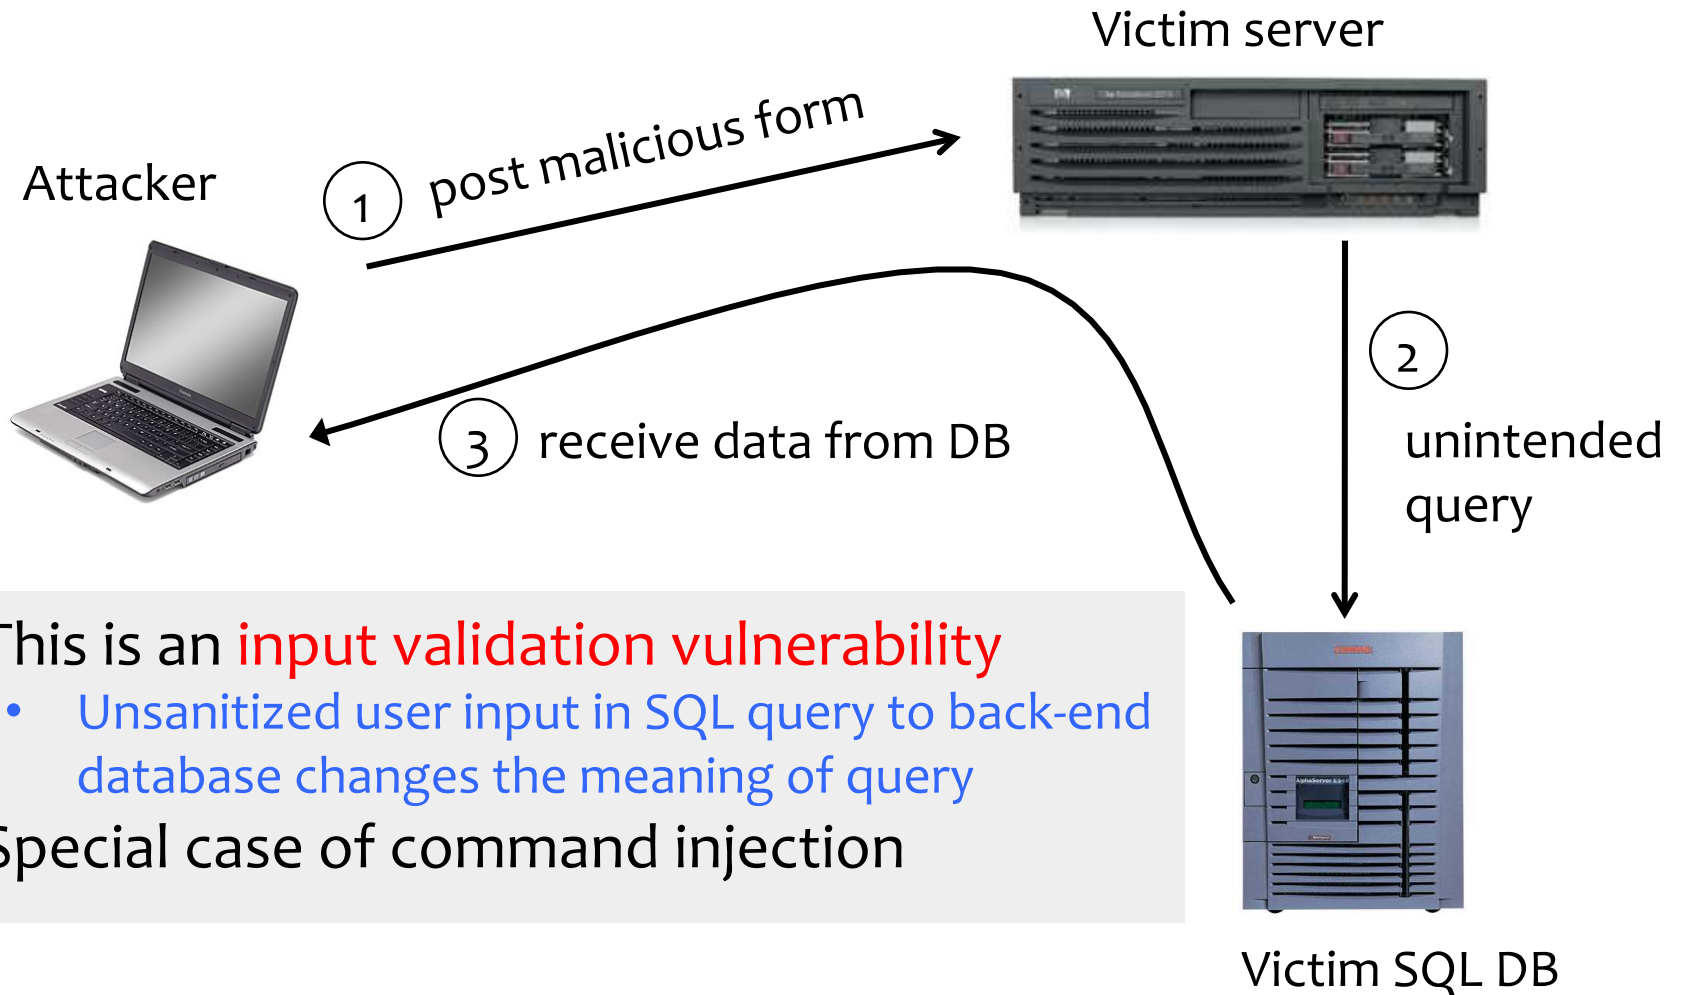 Victim server
Attacker
1 post malicious form
2
unintended
query
3 receive data from DB
This is an input validation vulnerability
• Unsanitized user input in SQL query to back-end
database changes the meaning of query
Special case of command injection
AlphaServer ES40
Victim SQL DB